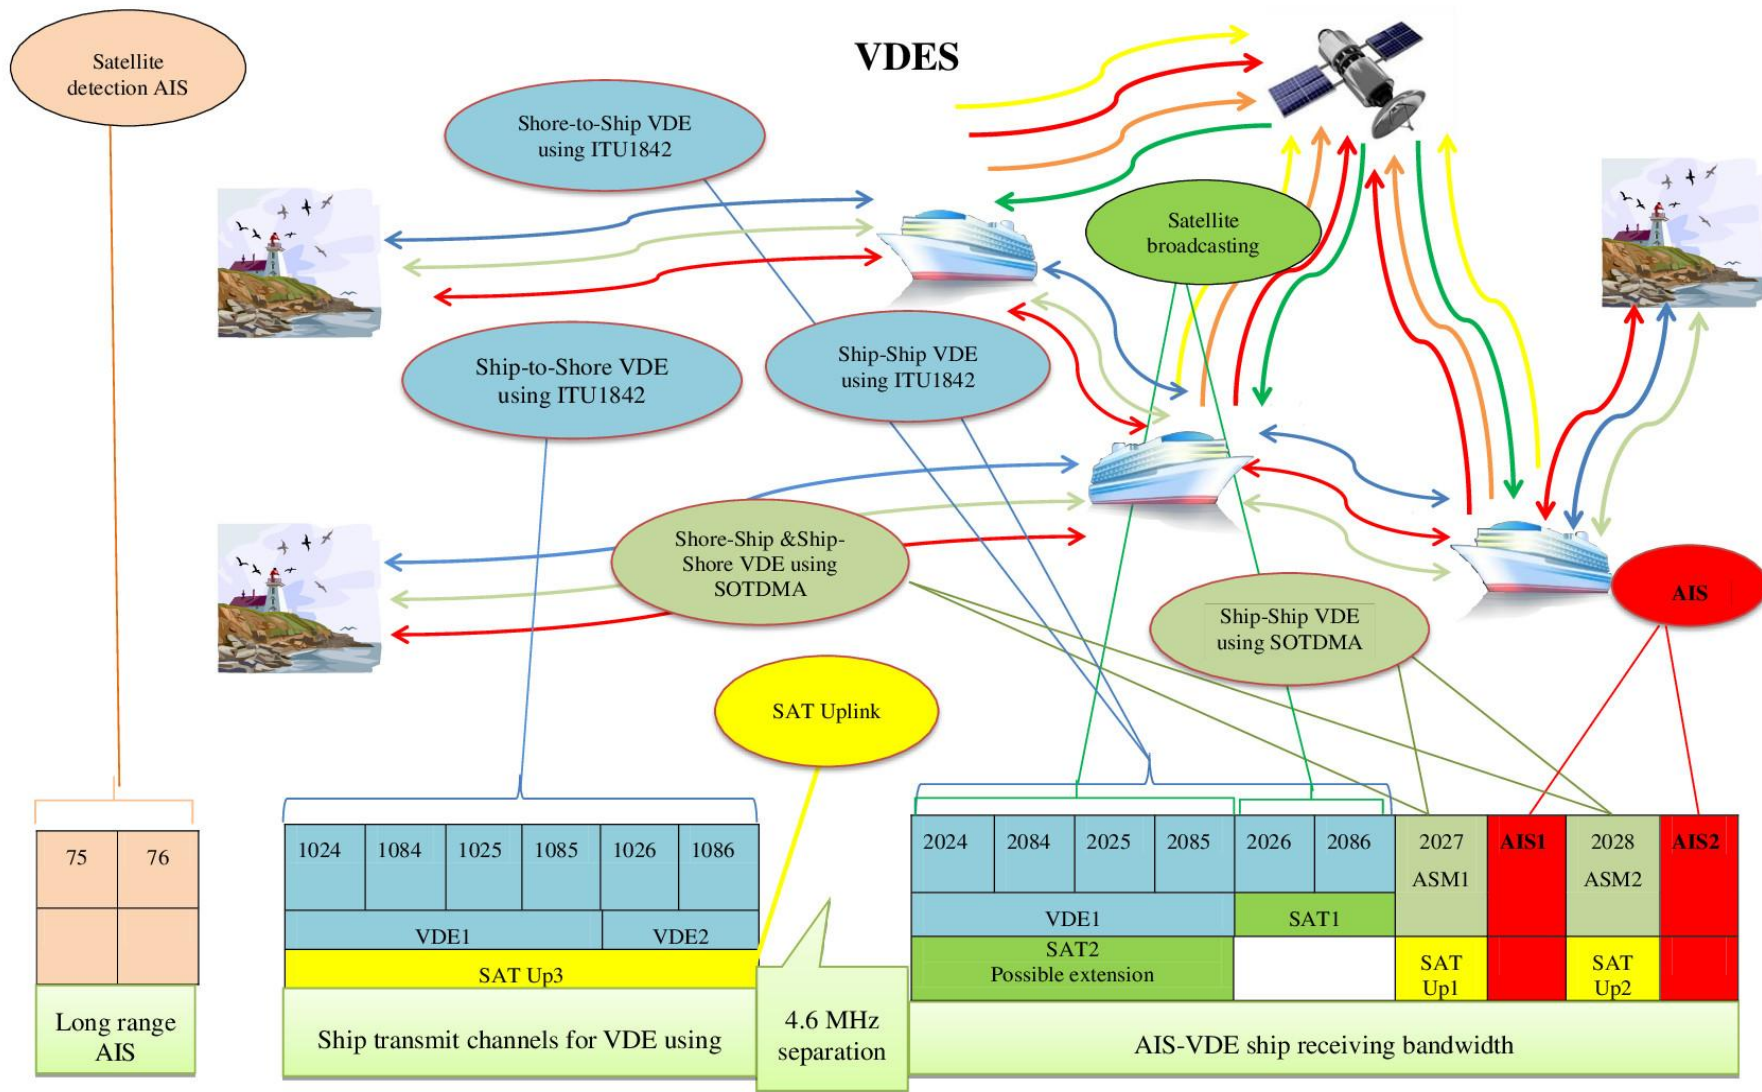 VDES
Satellite
detection AIS
Shore-to-Ship VDE
using ITU1842
Satellite
broadcasting
Ship-to-Shore VDE
using ITU1842
Ship-Ship VDE
using ITU1842
Shore-Ship &Ship-
Shore VDE using
SOTDMA
Ship-Ship VDE
using SOTDMA
AIS
SAT Uplink
75
76
Long range
AIS
1024
1084
1025
1085
1026
1086
VDE1
VDE2
SAT Up3
Ship transmit channels for VDE using
4.6 MHz
separation
2024
2084
2025
2085
2026
2086
2027
ASM1
AIS1
2028
ASM2
AIS2
VDE1
SAT1
SAT2
Possible extension
SAT
Up1
SAT
Up2
AIS-VDE ship receiving bandwidth